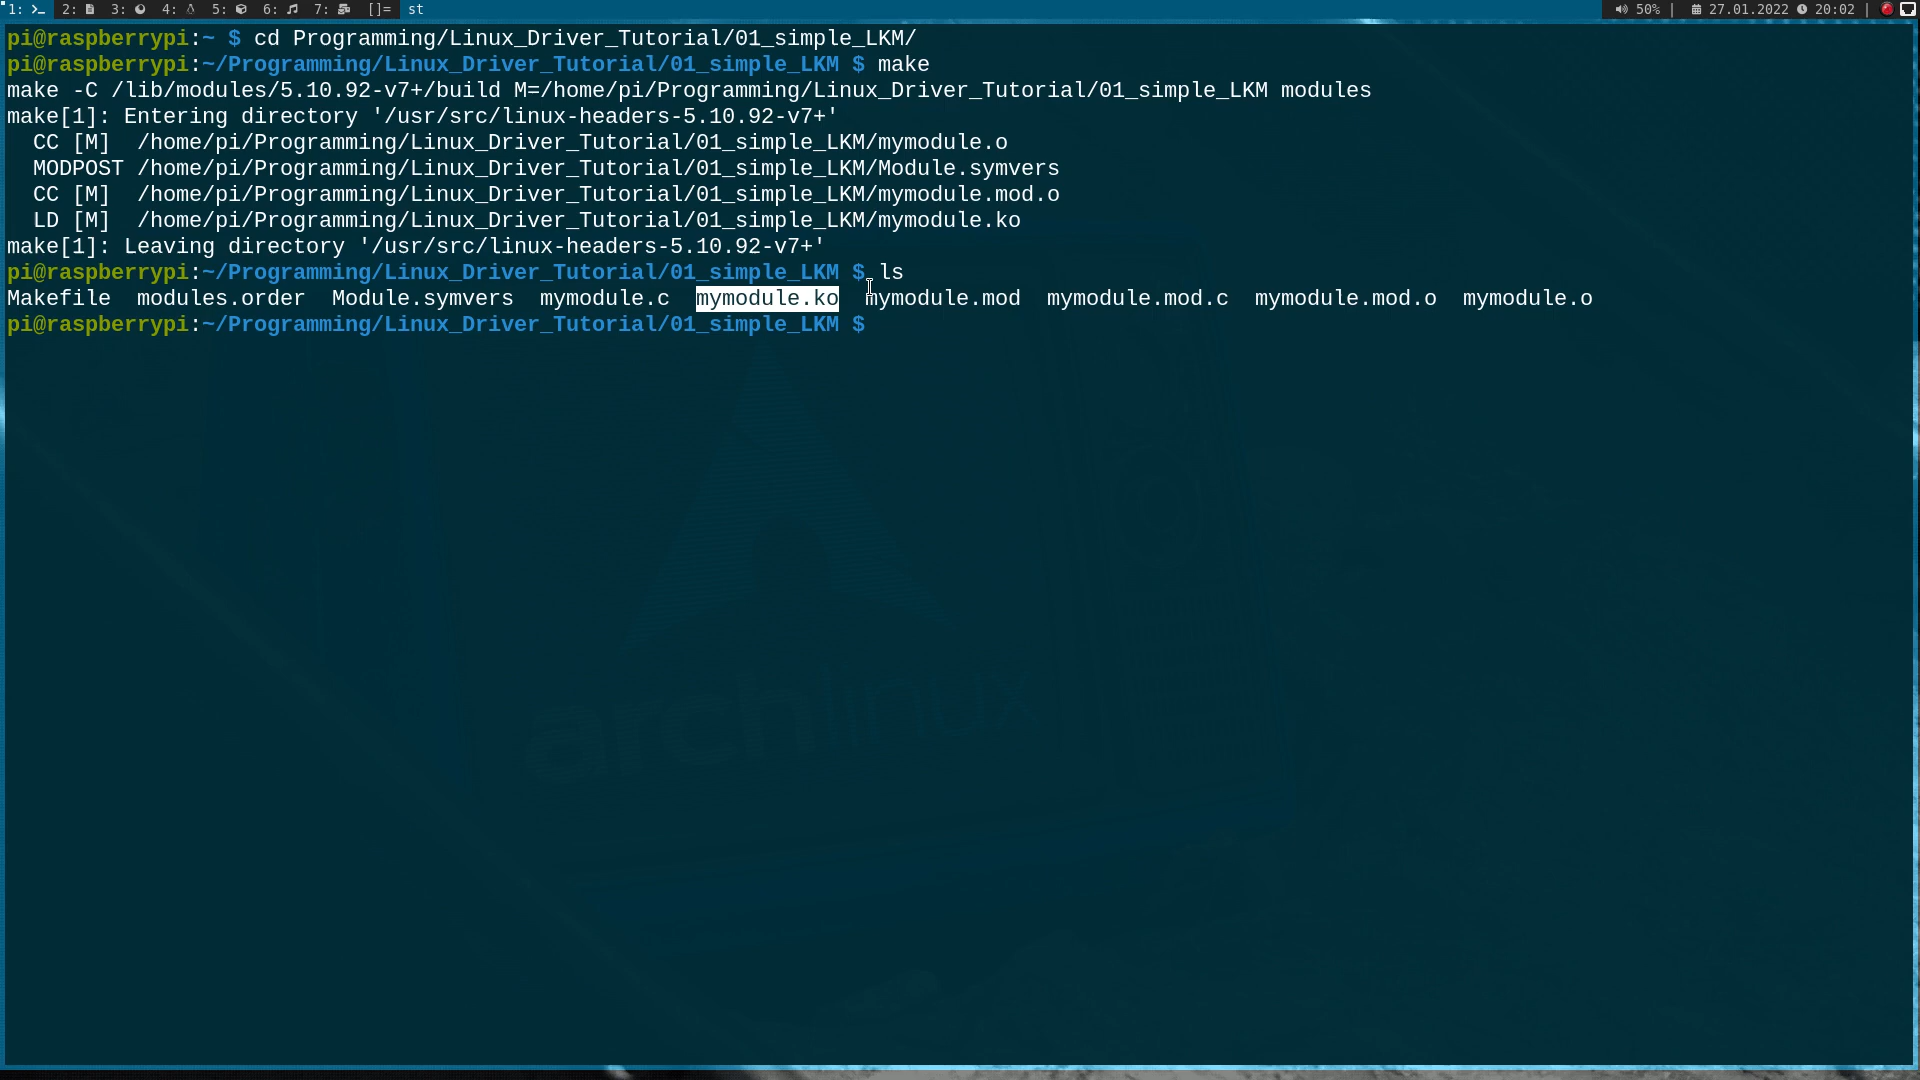 1: 2: 3: 4: 5: 6: 7: []= st 50% | 27.01.2022 20:02 |
pi@raspberrypi:~ $ cd Programming/Linux_Driver_Tutorial/01_simple_LKM/
pi@raspberrypi:~/Programming/Linux_Driver_Tutorial/01_simple_LKM $ make
make -C /lib/modules/5.10.92-v7+/build M=/home/pi/Programming/Linux_Driver_Tutorial/01_simple_LKM modules
make[1]: Entering directory '/usr/src/linux-headers-5.10.92-v7+'
  CC [M]  /home/pi/Programming/Linux_Driver_Tutorial/01_simple_LKM/mymodule.o
  MODPOST /home/pi/Programming/Linux_Driver_Tutorial/01_simple_LKM/Module.symvers
  CC [M]  /home/pi/Programming/Linux_Driver_Tutorial/01_simple_LKM/mymodule.mod.o
  LD [M]  /home/pi/Programming/Linux_Driver_Tutorial/01_simple_LKM/mymodule.ko
make[1]: Leaving directory '/usr/src/linux-headers-5.10.92-v7+'
pi@raspberrypi:~/Programming/Linux_Driver_Tutorial/01_simple_LKM $ ls
Makefile  modules.order  Module.symvers  mymodule.c  mymodule.ko  mymodule.mod  mymodule.mod.c  mymodule.mod.o  mymodule.o
pi@raspberrypi:~/Programming/Linux_Driver_Tutorial/01_simple_LKM $
archlinux